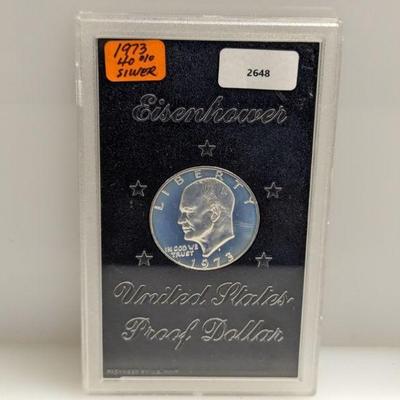 1973
40 %
SILVER
2648
Eisenhower
LIBERTY
IN GOD WE
TRUST
1973
United States
Proof Dollar